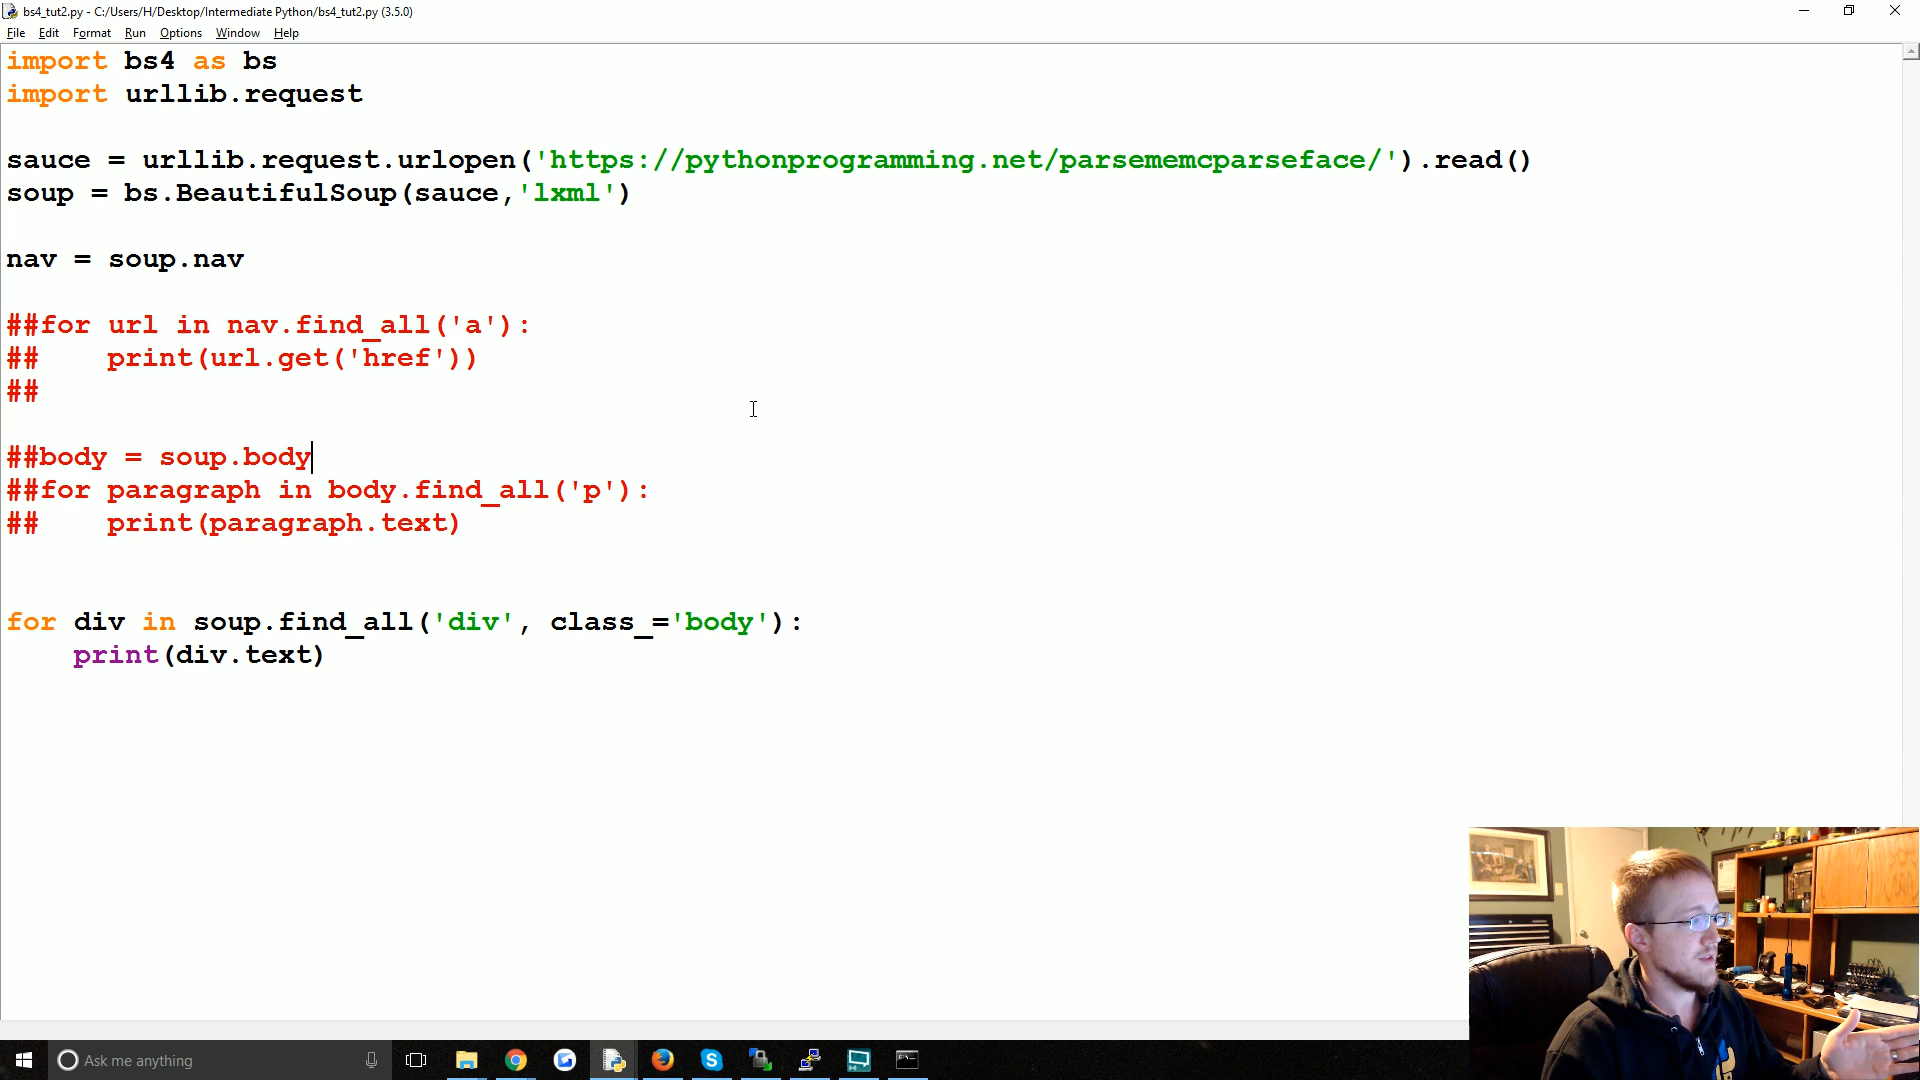 bs4_tut2.py - C:/Users/H/Desktop/Intermediate Python/bs4_tut2.py (3.5.0)
File Edit Format Run Options Window Help
import bs4 as bs
import urllib.request
sauce = urllib.request.urlopen('https://pythonprogramming.net/parsememcparseface/').read()
soup = bs.BeautifulSoup(sauce,'lxml')
nav = soup.nav
##for url in nav.find_all('a'):
##    print(url.get('href'))
##
##body = soup.body
##for paragraph in body.find_all('p'):
##    print(paragraph.text)
for div in soup.find_all('div', class_='body'):
    print(div.text)
Ask me anything